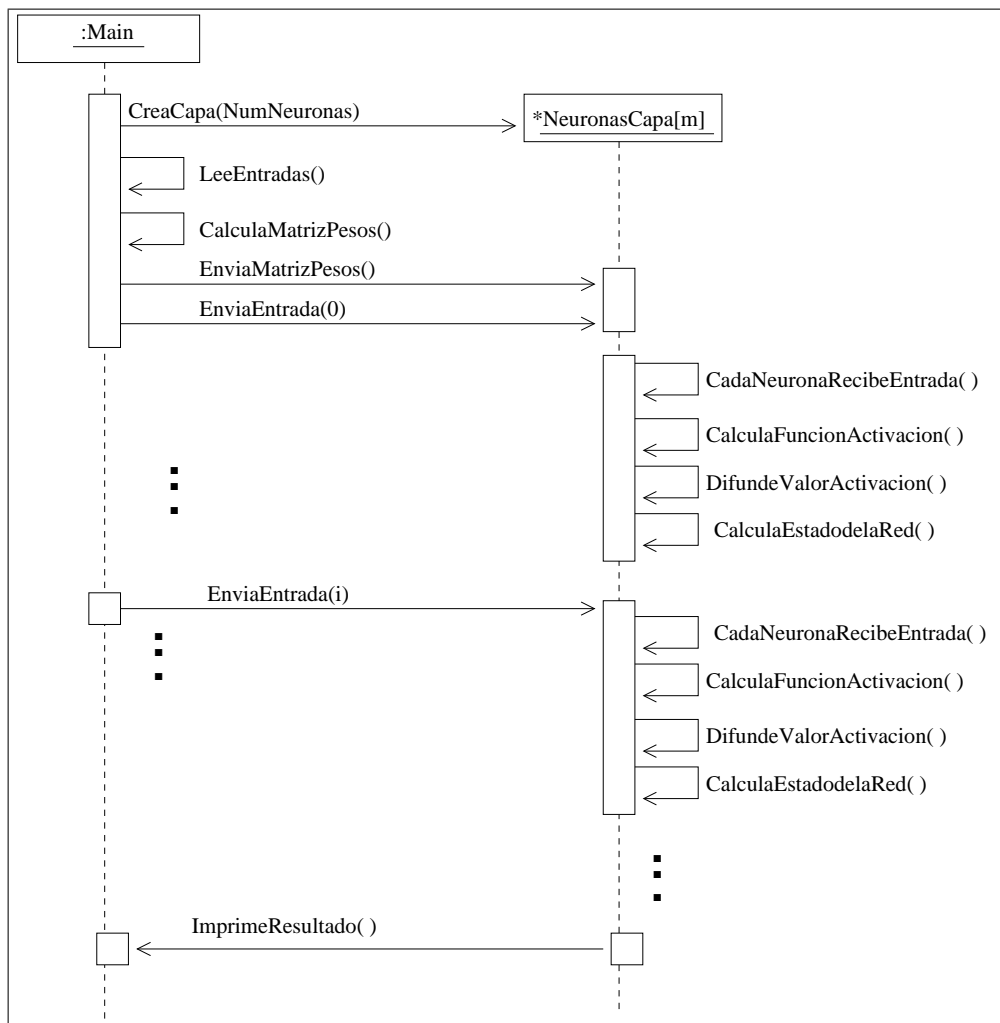 :Main
CreaCapa(NumNeuronas)
*NeuronasCapa[m]
LeeEntradas()
CalculaMatrizPesos()
EnviaMatrizPesos()
EnviaEntrada(0)
CadaNeuronaRecibeEntrada( )
CalculaFuncionActivacion( )
DifundeValorActivacion( )
CalculaEstadodelaRed( )
EnviaEntrada(i)
CadaNeuronaRecibeEntrada( )
CalculaFuncionActivacion( )
DifundeValorActivacion( )
CalculaEstadodelaRed( )
ImprimeResultado( )